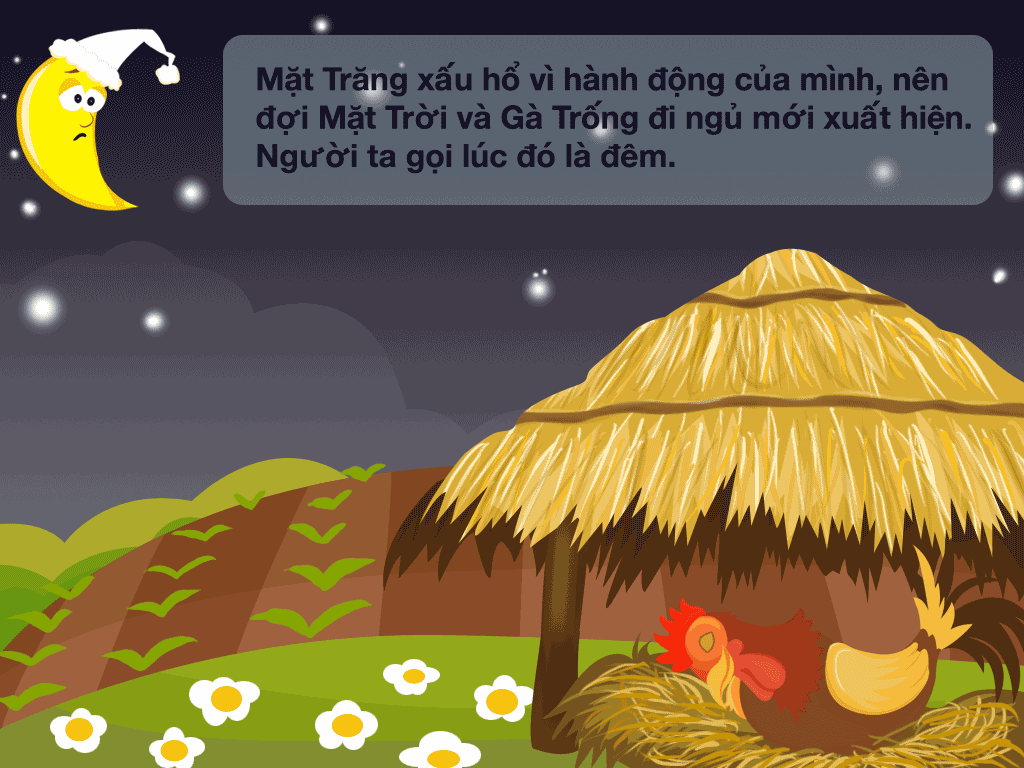 Mặt Trăng xấu hổ vì hành động của mình, nên
đợi Mặt Trời và Gà Trống đi ngủ mới xuất hiện.
Người ta gọi lúc đó là đêm.